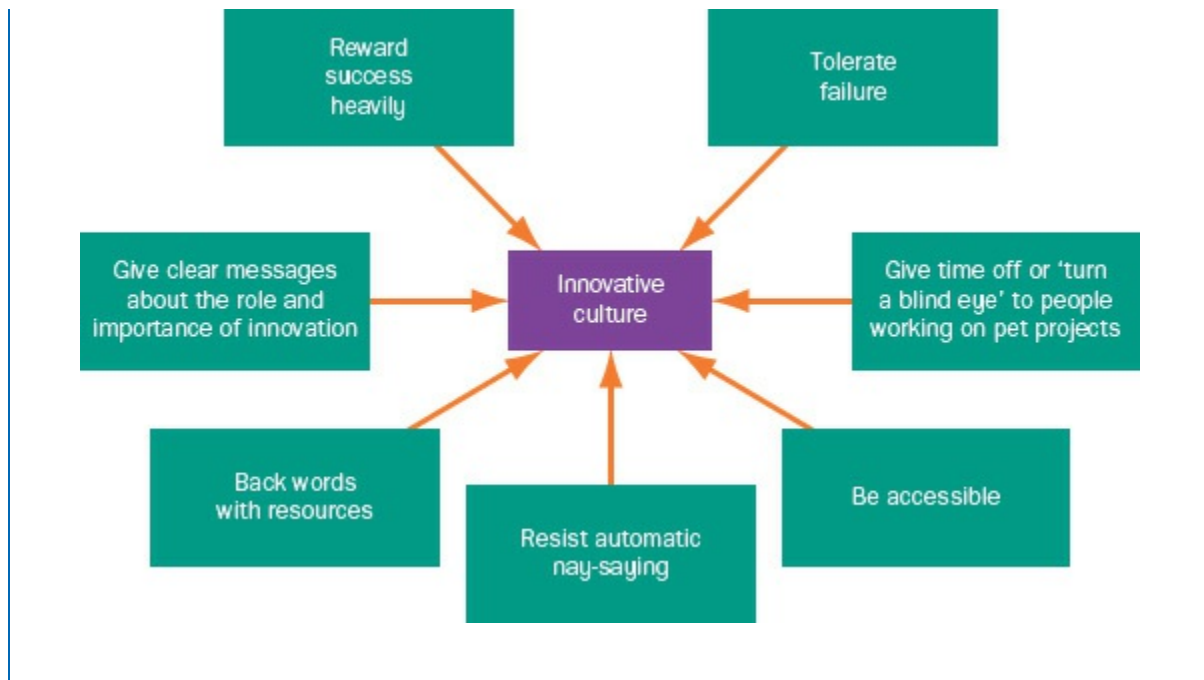 Reward
success
heavily
Tolerate
failure
Give clear messages
about the role and
importance of innovation
Innovative
culture
Give time off or ‘turn
a blind eye’ to people
working on pet projects
Back words
with resources
Resist automatic
nay-saying
Be accessible